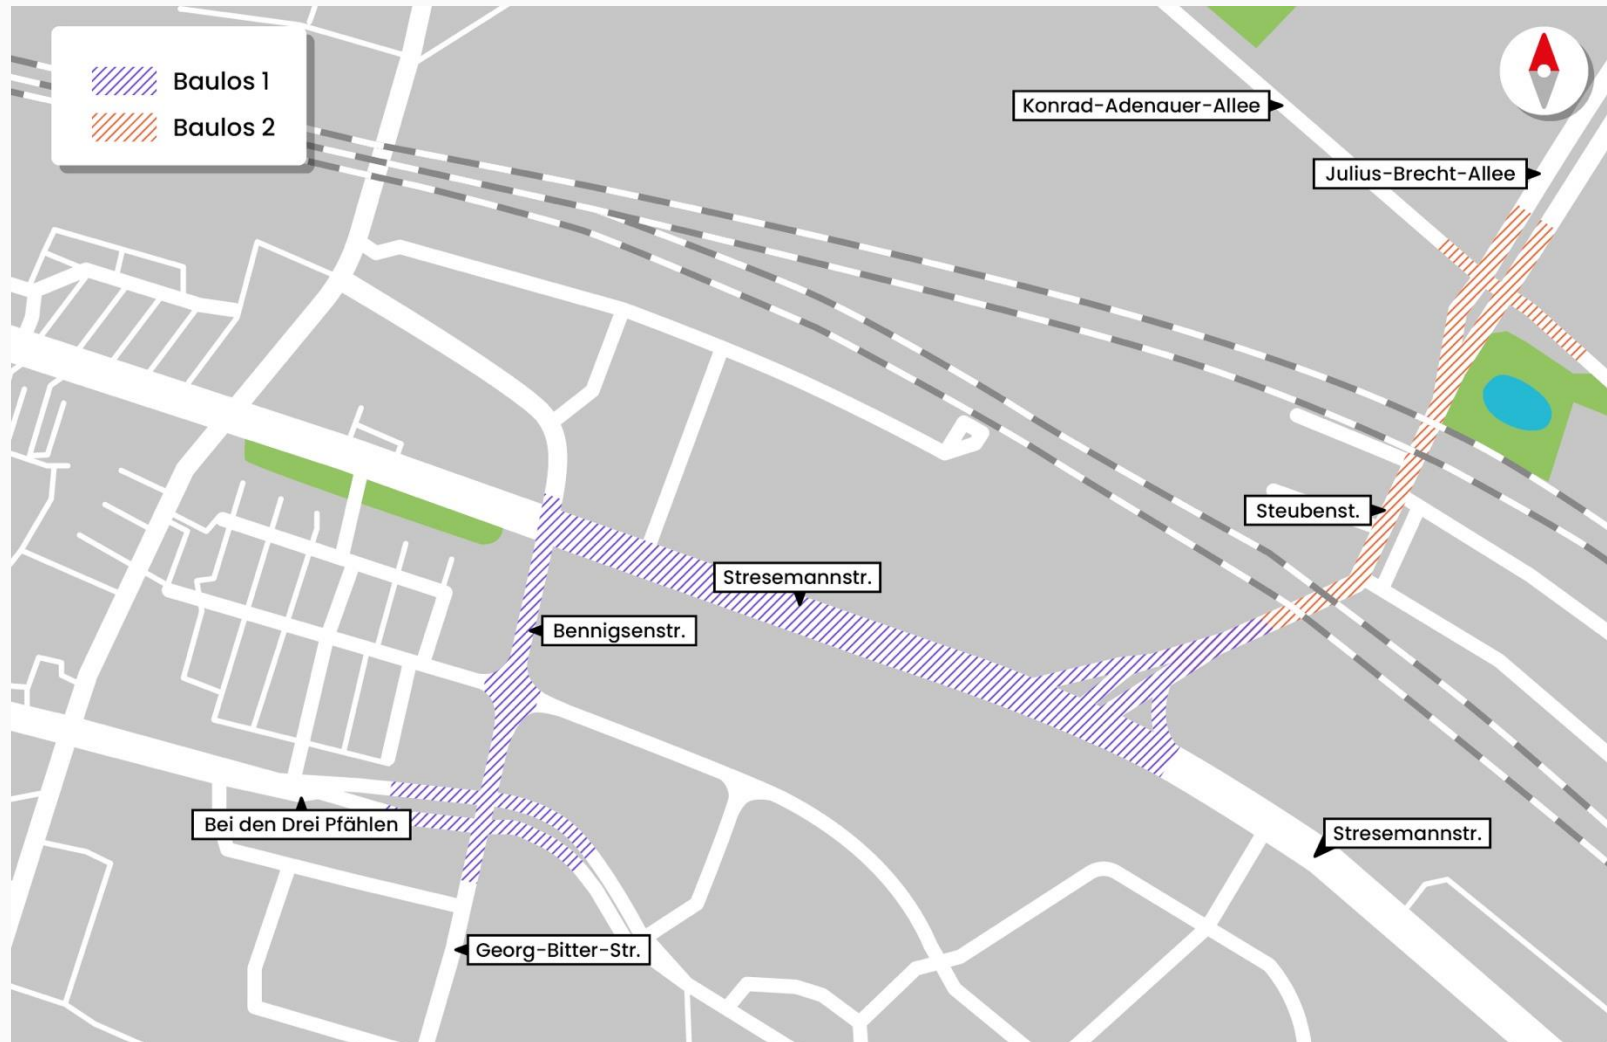 Baulos 1
Baulos 2
Konrad-Adenauer-Allee
Julius-Brecht-Allee
Steubenst.
Stresemannstr.
Bennigsenstr.
Bei den Drei Pfählen
Stresemannstr.
Georg-Bitter-Str.